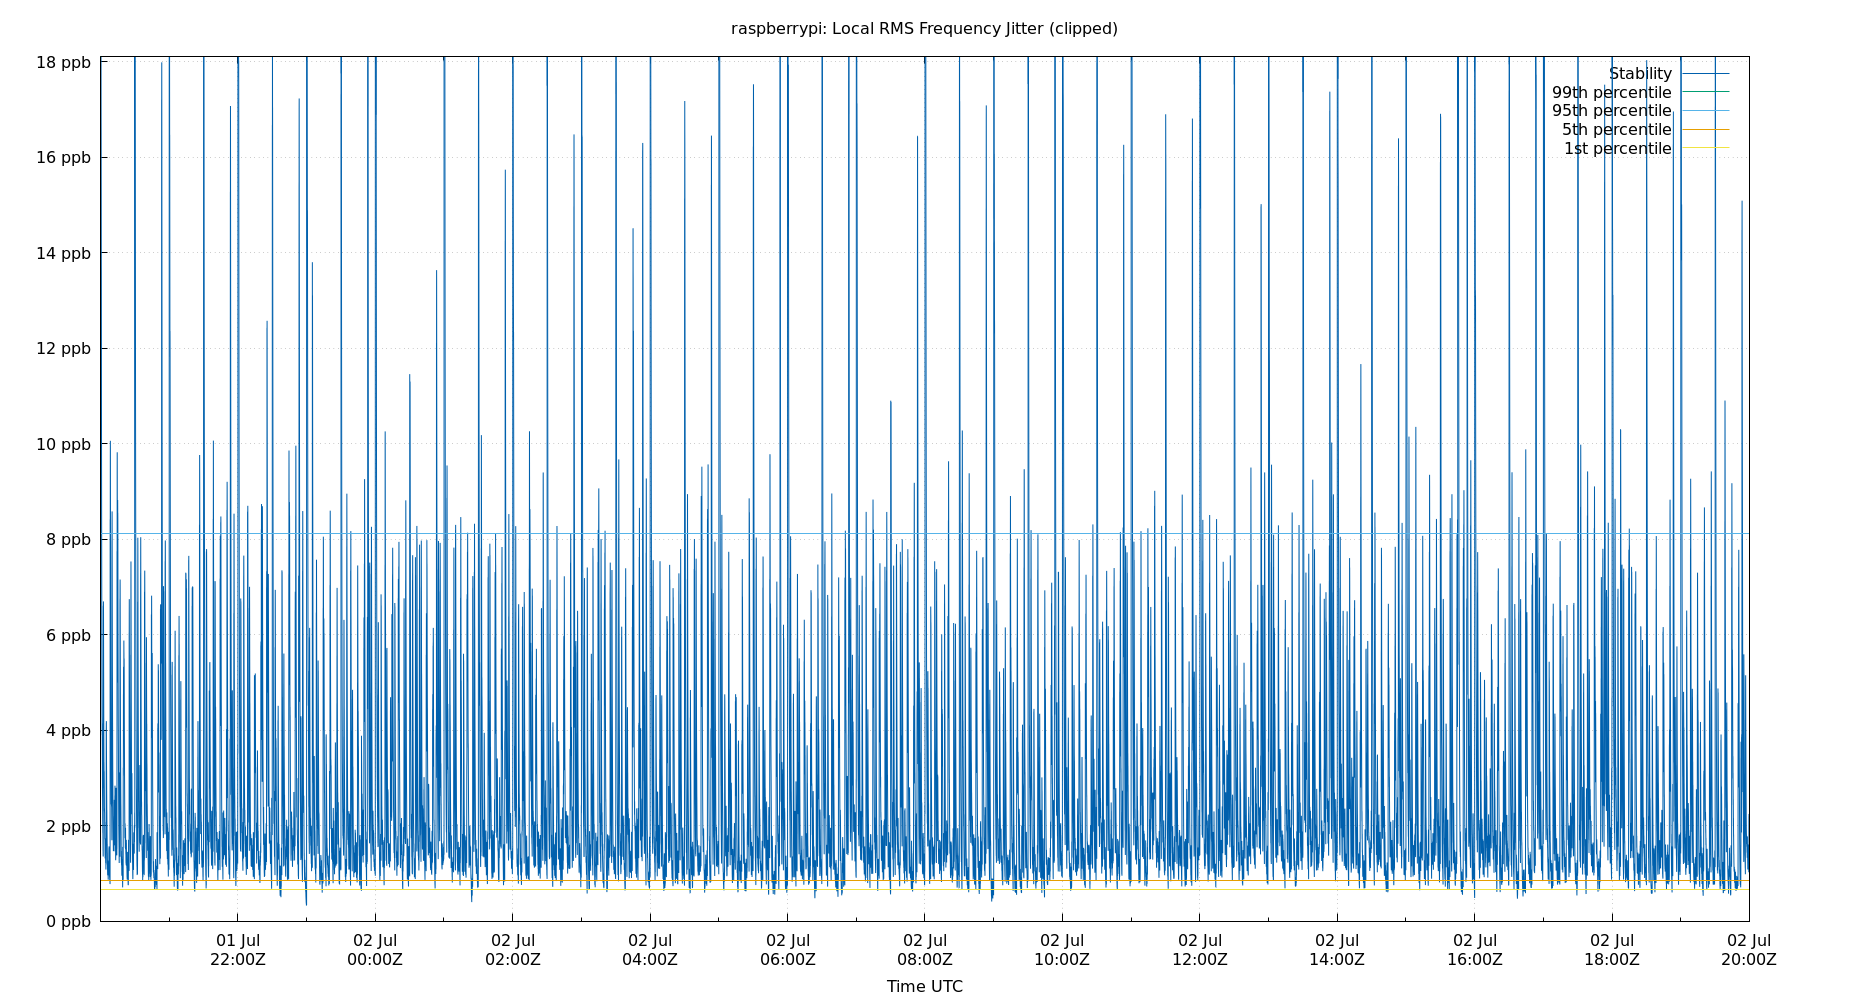 raspberrypi: Local RMS Frequency Jitter (clipped)
18 ppb
16 ppb
14 ppb
12 ppb
10 ppb
8 ppb
6 ppb
4 ppb
2 ppb
0 ppb
Stability
99th percentile
95th percentile
5th percentile
1st percentile
01 Jul 02 Jul 02 Jul 02 Jul 02 Jul 02 Jul 02 Jul 02 Jul 02 Jul 02 Jul 02 Jul 02 Jul
22:00Z 00:00Z 02:00Z 04:00Z 06:00Z 08:00Z 10:00Z 12:00Z 14:00Z 16:00Z 18:00Z 20:00Z
Time UTC